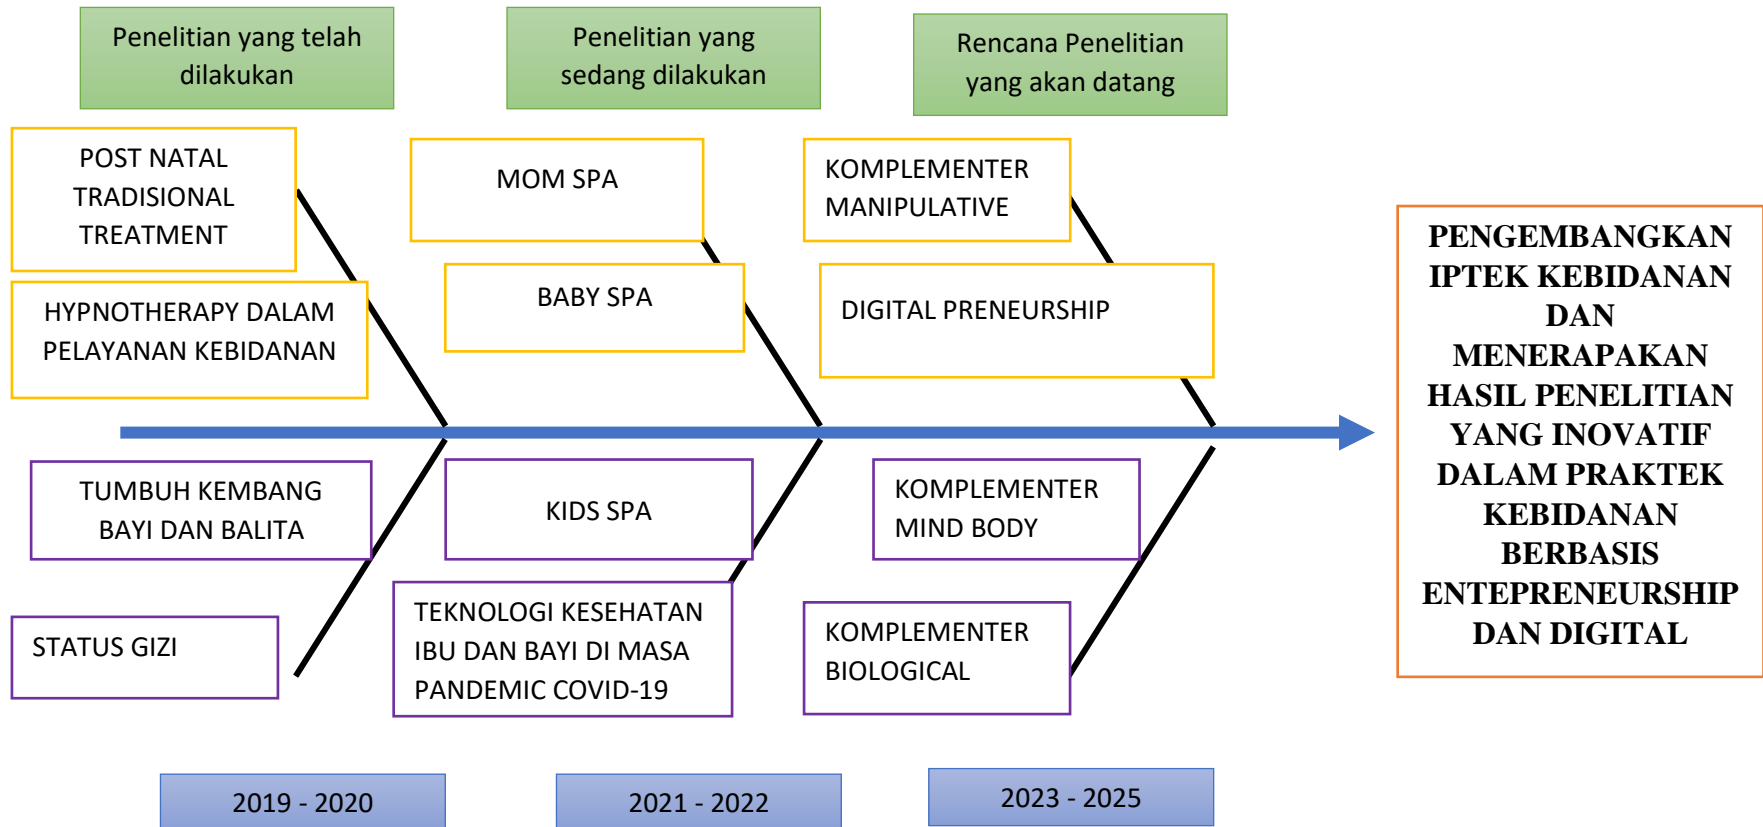 Penelitian yang telah
dilakukan
Penelitian yang
sedang dilakukan
Rencana Penelitian
yang akan datang
POST NATAL
TRADISIONAL
TREATMENT
MOM SPA
KOMPLEMENTER
MANIPULATIVE
HYPNOTHERAPY DALAM
PELAYANAN KEBIDANAN
BABY SPA
DIGITAL PRENEURSHIP
TUMBUH KEMBANG
BAYI DAN BALITA
KIDS SPA
KOMPLEMENTER
MIND BODY
STATUS GIZI
TEKNOLOGI KESEHATAN
IBU DAN BAYI DI MASA
PANDEMIC COVID-19
KOMPLEMENTER
BIOLOGICAL
PENGEMBANGKAN
IPTEK KEBIDANAN
DAN
MENERAPAKAN
HASIL PENELITIAN
YANG INOVATIF
DALAM PRAKTEK
KEBIDANAN
BERBASIS
ENTEPRENEURSHIP
DAN DIGITAL
2019 - 2020
2021 - 2022
2023 - 2025